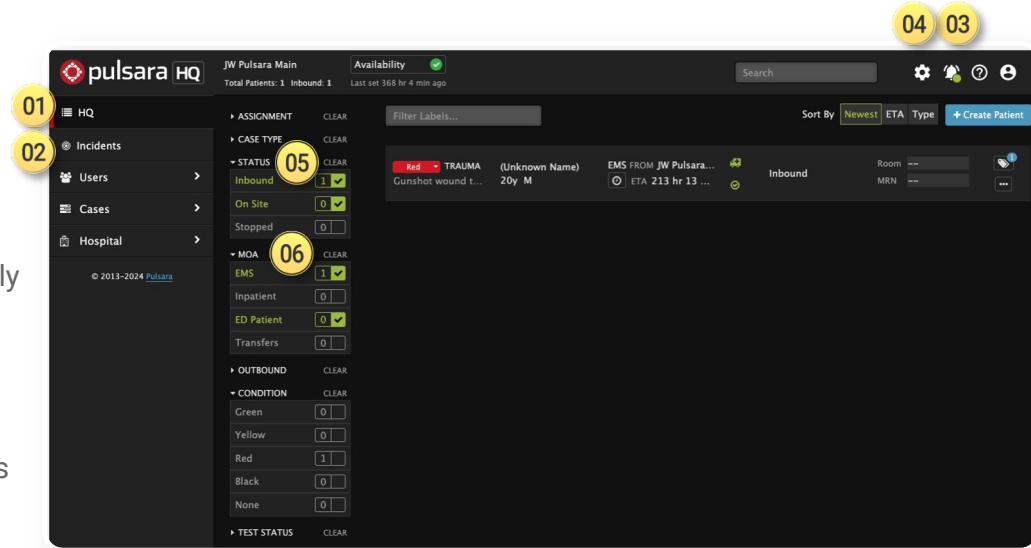 04 03
pulsara HQ
JW Pulsara Main
Total Patients: 1 Inbound: 1
Availability
Last set 368 hr 4 min ago
Search
01
HQ
02
Incidents
Users
Cases
Hospital
© 2013-2024 Pulsara
ly
s
ASSIGNMENT CLEAR
CASE TYPE CLEAR
STATUS 05 CLEAR
Inbound 1
On Site 0
Stopped 0
MOA 06 CLEAR
EMS 1
Inpatient 0
ED Patient 0
Transfers 0
OUTBOUND CLEAR
CONDITION CLEAR
Green 0
Yellow 0
Red 1
Black 0
None 0
TEST STATUS CLEAR
Filter Labels...
Sort By Newest ETA Type + Create Patient
Red TRAUMA
Gunshot wound t...
(Unknown Name)
20y M
EMS FROM JW Pulsara...
ETA 213 hr 13 ...
Inbound
Room --
MRN --
1